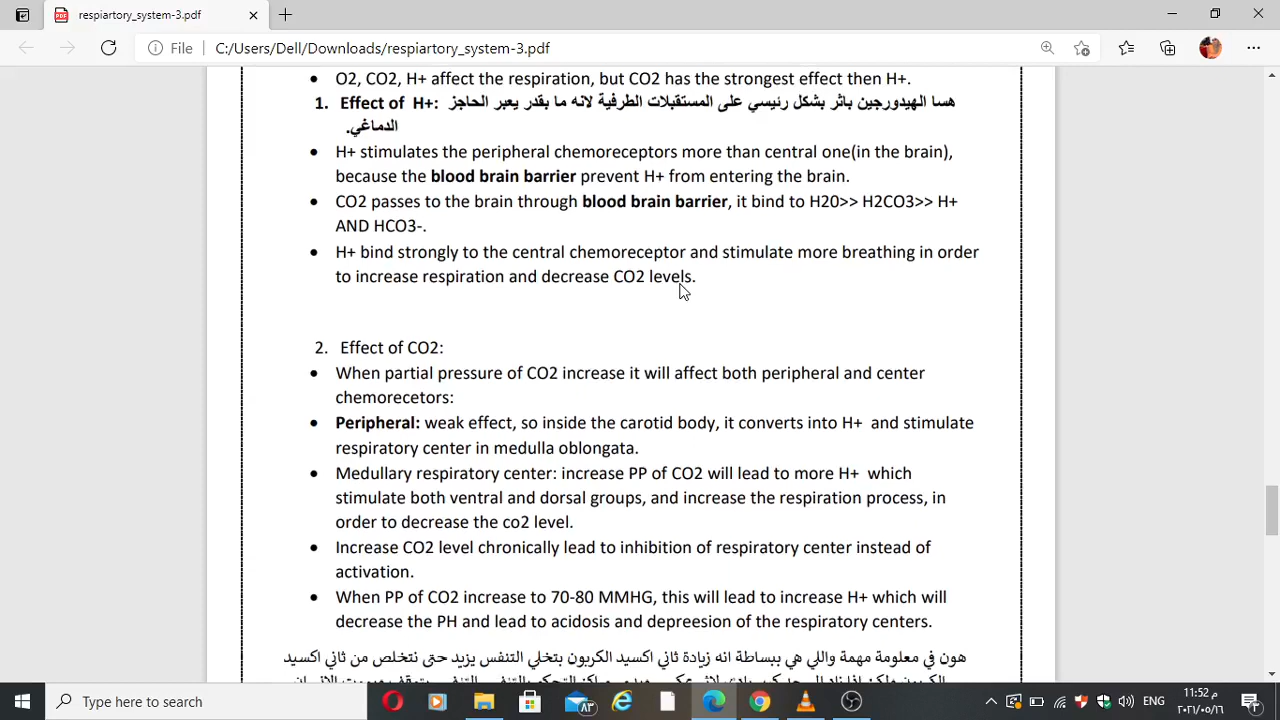 respiartory_system-3.pdf
File C:/Users/Dell/Downloads/respiartory_system-3.pdf
• O2, CO2, H+ affect the respiration, but CO2 has the strongest effect then H+.
1. Effect of H+: هسا الهيدورجين باثر بشكل رئيسي على المستقبلات الطرفية لانه ما بقدر يعبر الحاجز
الدماغي.
• H+ stimulates the peripheral chemoreceptors more than central one(in the brain),
because the blood brain barrier prevent H+ from entering the brain.
• CO2 passes to the brain through blood brain barrier, it bind to H20>> H2CO3>> H+
AND HCO3-.
• H+ bind strongly to the central chemoreceptor and stimulate more breathing in order
to increase respiration and decrease CO2 levels.
2. Effect of CO2:
• When partial pressure of CO2 increase it will affect both peripheral and center
chemorecetors:
• Peripheral: weak effect, so inside the carotid body, it converts into H+ and stimulate
respiratory center in medulla oblongata.
• Medullary respiratory center: increase PP of CO2 will lead to more H+ which
stimulate both ventral and dorsal groups, and increase the respiration process, in
order to decrease the co2 level.
• Increase CO2 level chronically lead to inhibition of respiratory center instead of
activation.
• When PP of CO2 increase to 70-80 MMHG, this will lead to increase H+ which will
decrease the PH and lead to acidosis and depreesion of the respiratory centers.
هون في معلومة مهمة واللي هي ببساطة انه زيادة ثاني اكسيد الكربون بتخلي التنفس يزيد حتى نتخلص من ثاني اكسيد
Type here to search
٨٣
ENG
م 11:52
٢٠٢١/٠٥/١٦